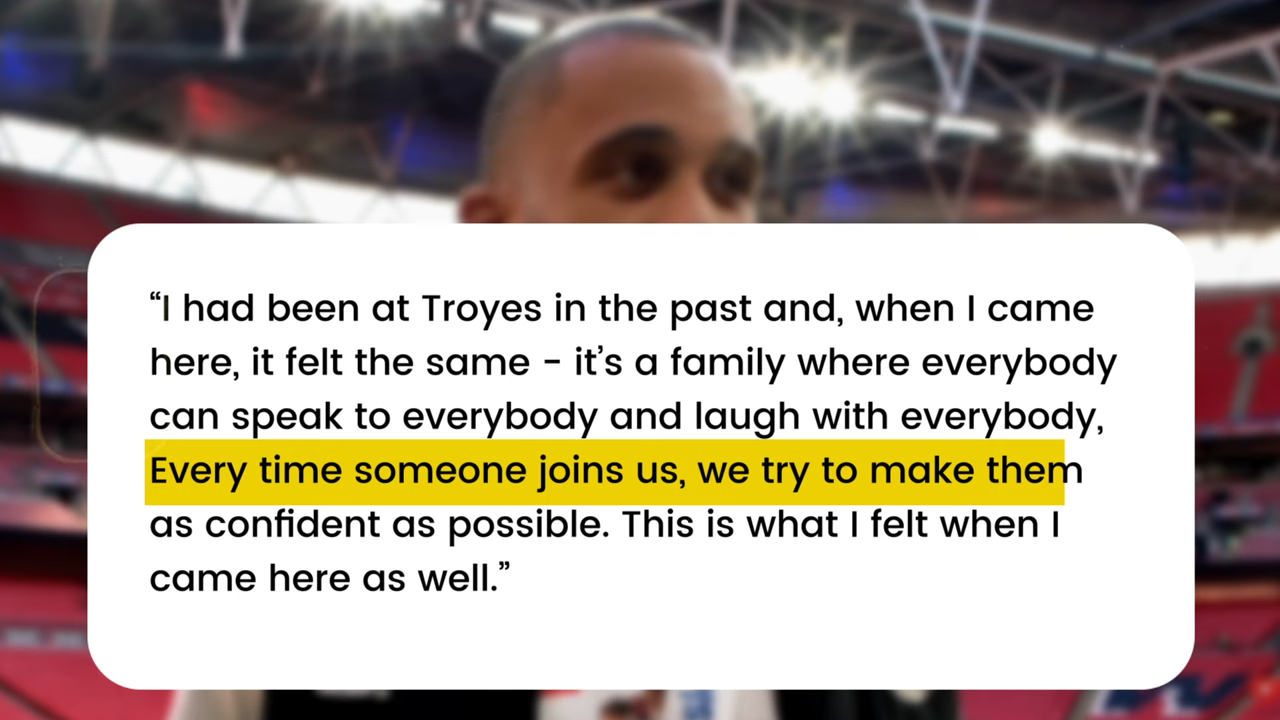 “I had been at Troyes in the past and, when I came
here, it felt the same - it’s a family where everybody
can speak to everybody and laugh with everybody,
Every time someone joins us, we try to make them
as confident as possible. This is what I felt when I
came here as well.”